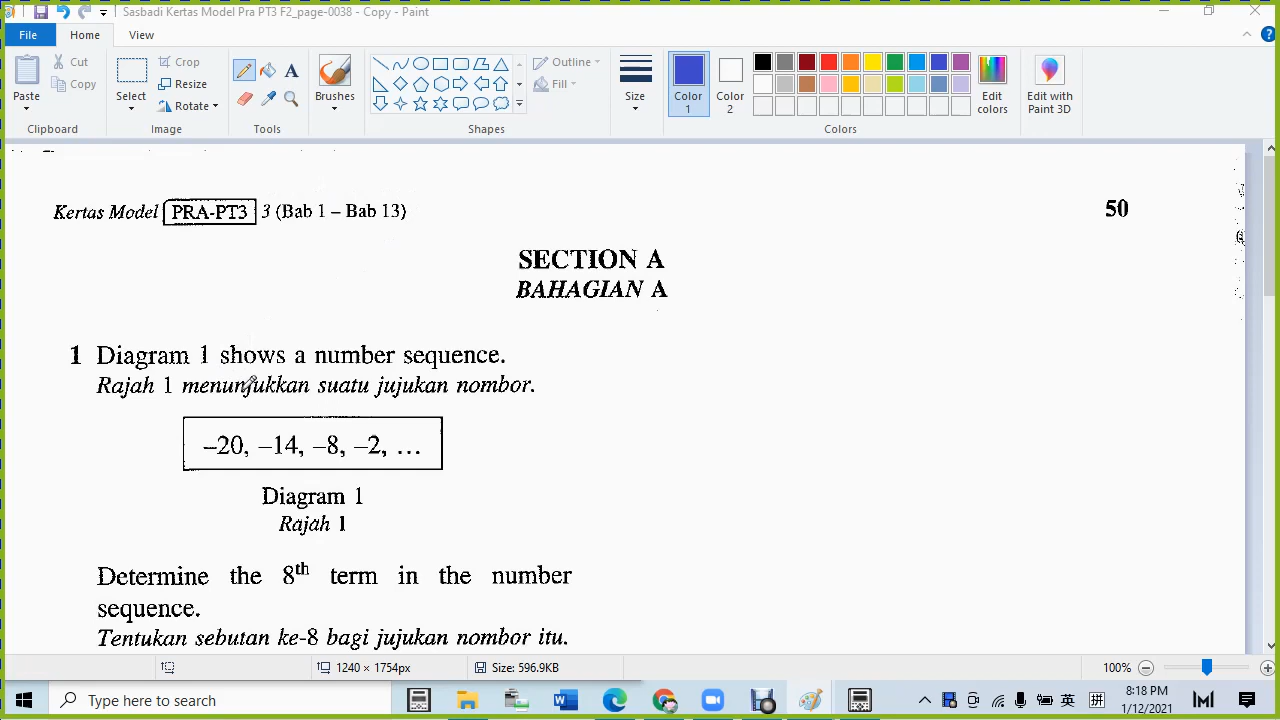 Sasbadi Kertas Model Pra PT3 F2_page-0038 - Copy - Paint
File Home View
Paste
Cut
Copy
Clipboard
Select
Crop
Resize
Rotate
Image
A
Tools
Brushes
Shapes
Outline
Fill
Size
Color 1
Color 2
Colors
Edit colors
Edit with Paint 3D
Kertas Model PRA-PT3 3 (Bab 1 – Bab 13)
50
SECTION A
BAHAGIAN A
1 Diagram 1 shows a number sequence.
Rajah 1 menunjukkan suatu jujukan nombor.
–20, –14, –8, –2, ...
Diagram 1
Rajah 1
Determine the 8th term in the number
sequence.
Tentukan sebutan ke-8 bagi jujukan nombor itu.
1240 × 1754px
Size: 596.9KB
100%
Type here to search
英
拼
:18 PM
1/12/2021